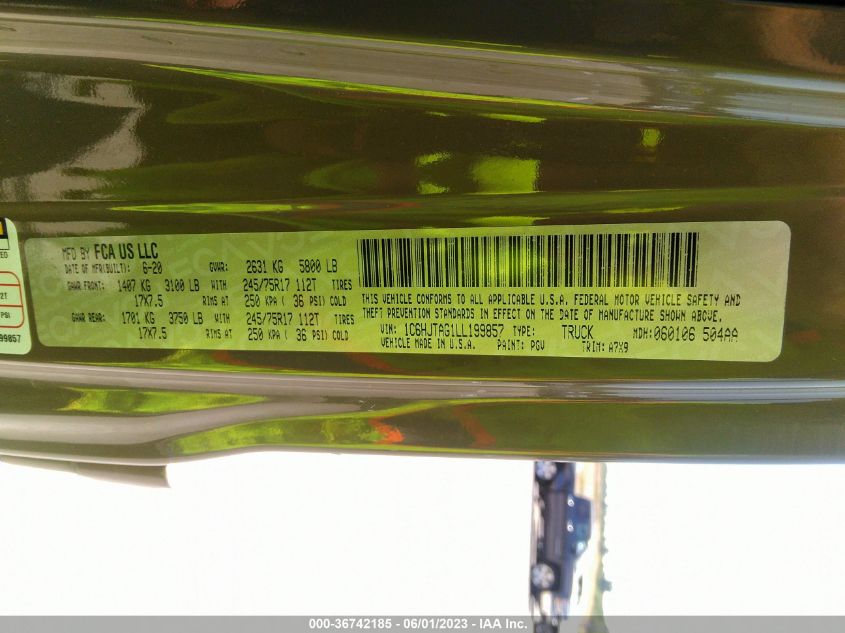 MFD BY FCA US LLC
DATE OF MFR(BUILT): 6-20 GVWR: 2631 KG 5800 LB
GAWR FRONT: 1407 KG 3100 LB WITH 245/75R17 112T TIRES
17X7.5 RIMS AT 250 KPA ( 36 PSI) COLD
GAWR REAR: 1701 KG 3750 LB WITH 245/75R17 112T TIRES
17X7.5 RIMS AT 250 KPA ( 36 PSI) COLD
THIS VEHICLE CONFORMS TO ALL APPLICABLE U.S.A. FEDERAL MOTOR VEHICLE SAFETY AND
THEFT PREVENTION STANDARDS IN EFFECT ON THE DATE OF MANUFACTURE SHOWN ABOVE.
VIN: 1C6HJTAG1LL199857 TYPE: TRUCK MDH: 060106 504AA
VEHICLE MADE IN U.S.A. PAINT: PGV TRIM: A7X9
2T
PSI
99857
000-36742185 - 06/01/2023 - IAA Inc.